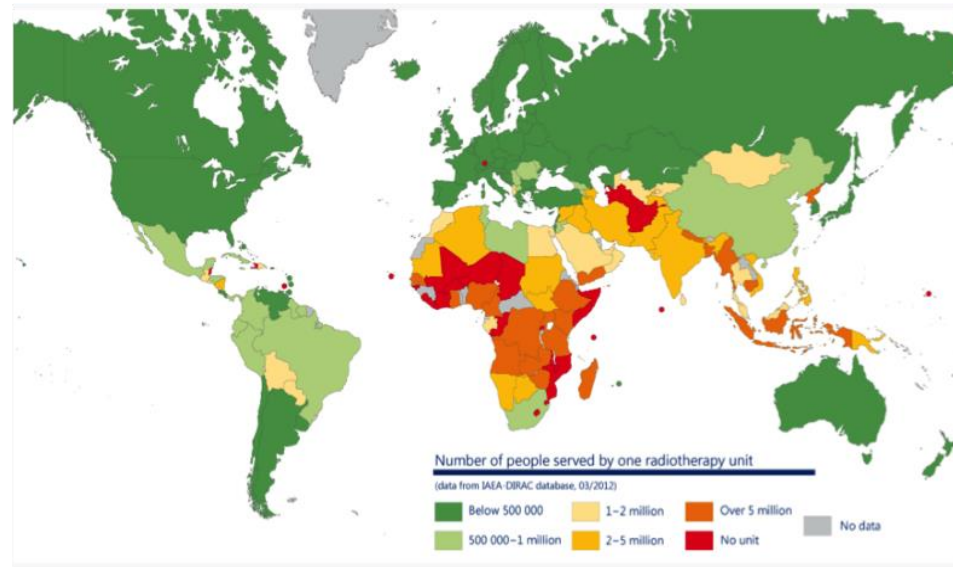 Number of people served by one radiotherapy unit
(data from IAEA-DIRAC database, 03/2012)
Below 500 000
1–2 million
Over 5 million
No data
500 000–1 million
2–5 million
No unit